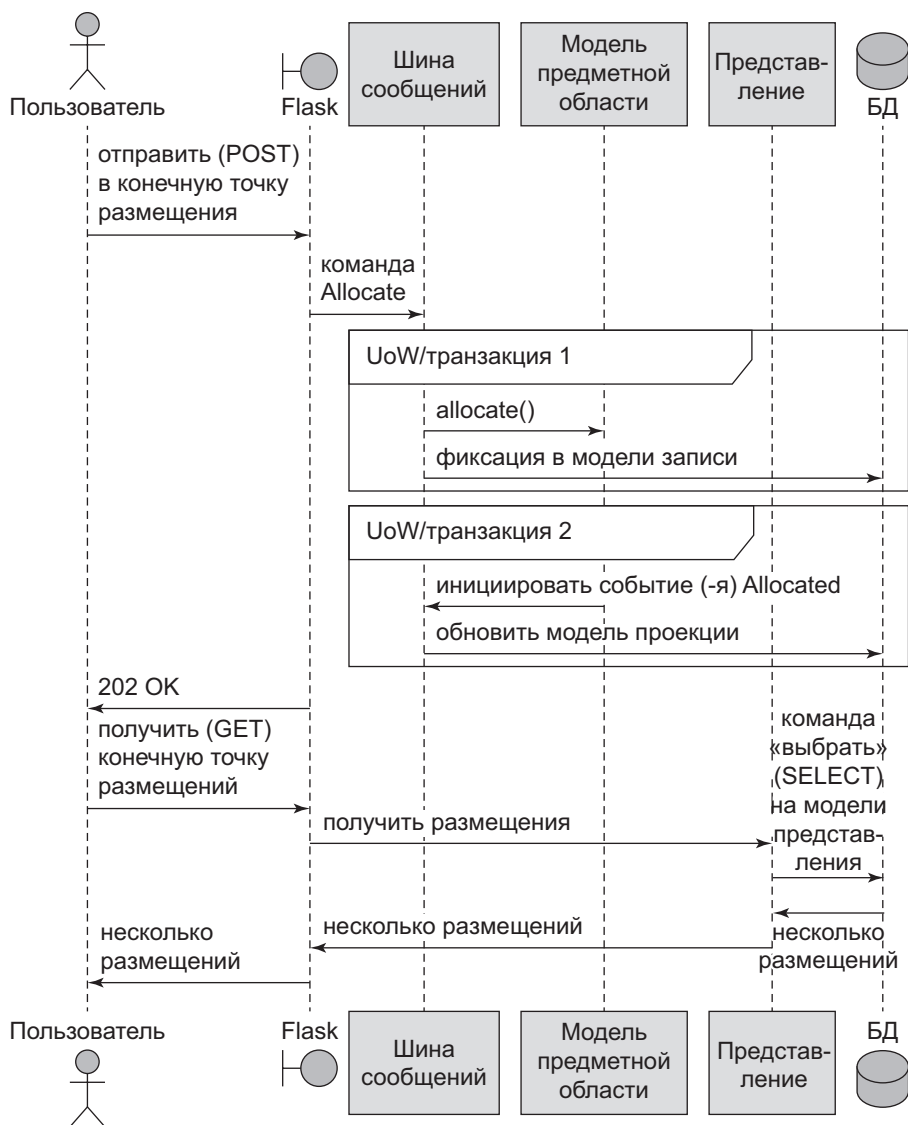 Пользователь
Flask
Шина
сообщений
Модель
предметной
области
Представ-
ление
БД
отправить (POST)
в конечную точку
размещения
команда
Allocate
UoW/транзакция 1
allocate()
фиксация в модели записи
UoW/транзакция 2
инициировать событие (-я) Allocated
обновить модель проекции
202 OK
получить (GET)
конечную точку
размещений
команда
«выбрать»
(SELECT)
на модели
представ-
ления
получить размещения
несколько
размещений
несколько размещений
несколько
размещений
Пользователь
Flask
Шина
сообщений
Модель
предметной
области
Представ-
ление
БД